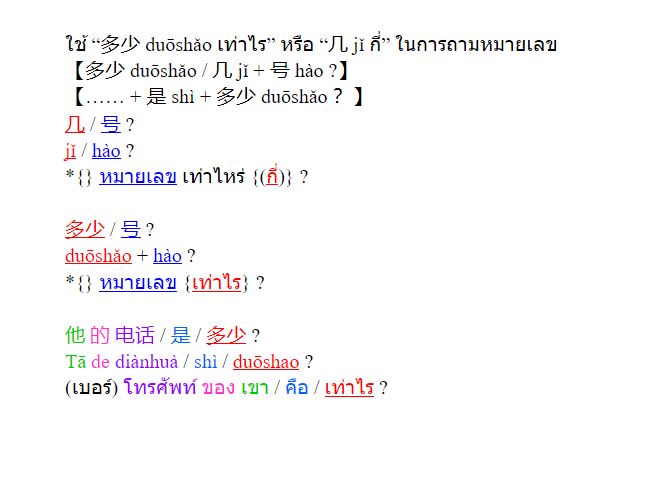 ใช้ “多少 duōshǎo เท่าไร” หรือ “几 jǐ กี่” ในการถามหมายเลข
【多少 duōshǎo / 几 jǐ + 号 hào ?】
【…… + 是 shì + 多少 duōshǎo？ 】
几 / 号 ?
jǐ / hào ?
*{} หมายเลข เท่าไหร่ {(กี่)} ?
多少 / 号 ?
duōshǎo + hào ?
*{} หมายเลข {เท่าไร} ?
他 的 电话 / 是 / 多少 ?
Tā de diànhuà / shì / duōshao ?
(เบอร์) โทรศัพท์ ของ เขา / คือ / เท่าไร ?